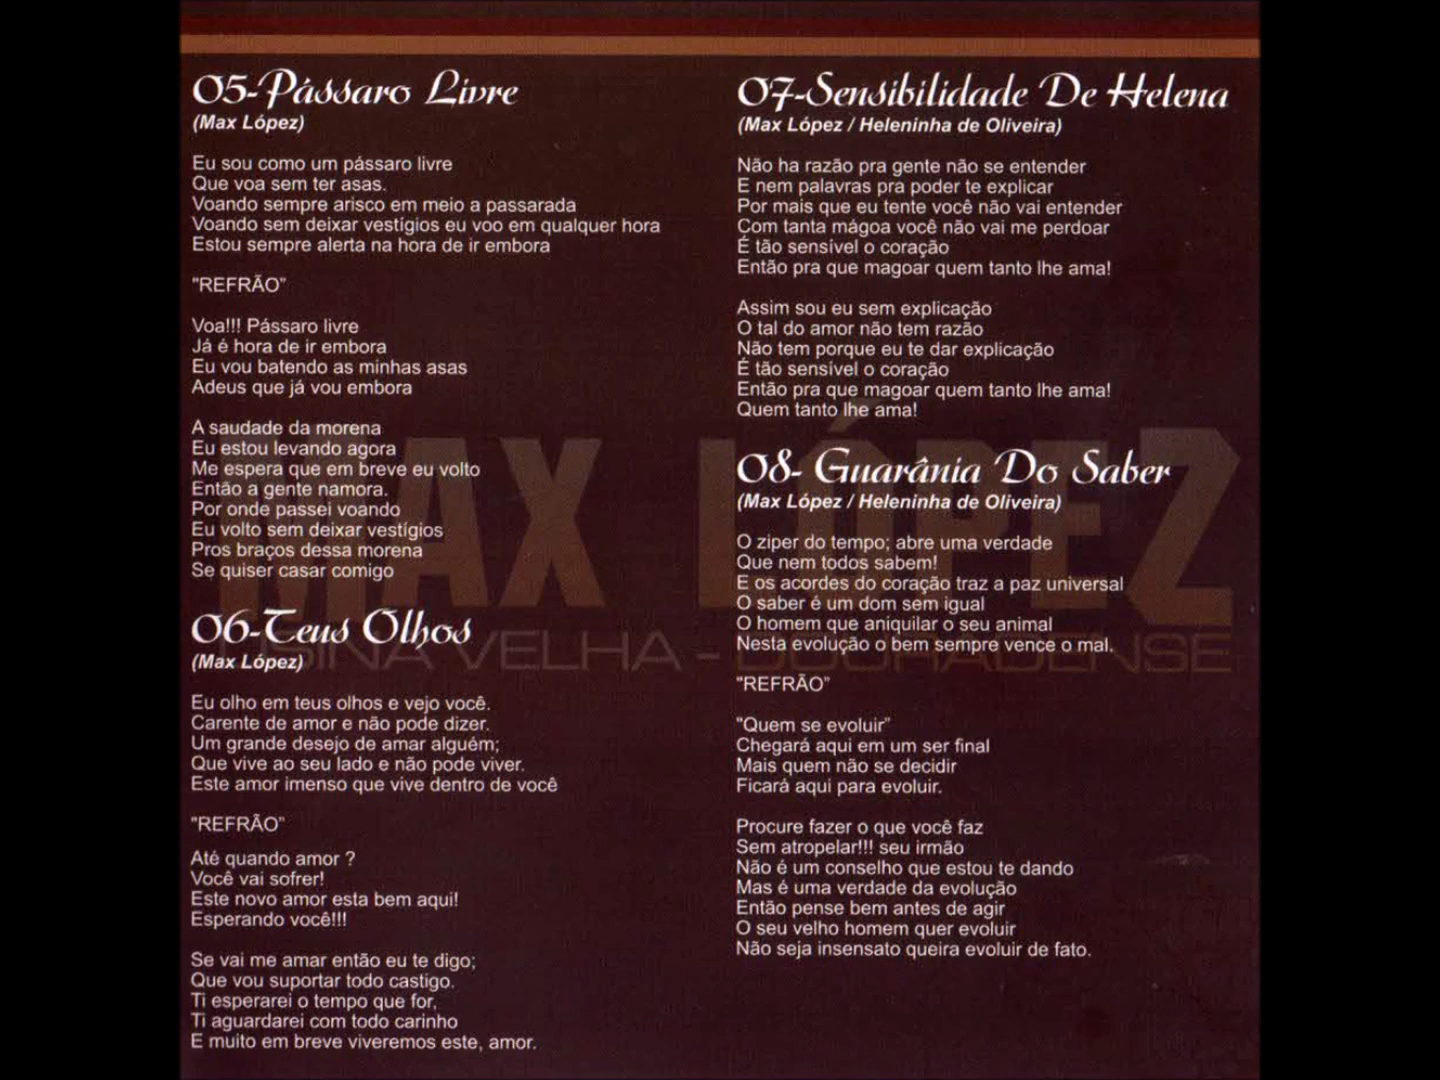 05-Pássaro Livre
(Max López)
Eu sou como um pássaro livre
Que voa sem ter asas.
Voando sempre arisco em meio a passarada
Voando sem deixar vestígios eu voo em qualquer hora
Estou sempre alerta na hora de ir embora
"REFRÃO"
Voa!!! Pássaro livre
Já é hora de ir embora
Eu vou batendo as minhas asas
Adeus que já vou embora
A saudade da morena
Eu estou levando agora
Me espera que em breve eu volto
Então a gente namora.
Por onde passei voando
Eu volto sem deixar vestígios
Pros braços dessa morena
Se quiser casar comigo
06-Teus Olhos
(Max López)
Eu olho em teus olhos e vejo você.
Carente de amor e não pode dizer.
Um grande desejo de amar alguém;
Que vive ao seu lado e não pode viver.
Este amor imenso que vive dentro de você
"REFRÃO"
Até quando amor ?
Você vai sofrer!
Este novo amor esta bem aqui!
Esperando você!!!
Se vai me amar então eu te digo;
Que vou suportar todo castigo.
Ti esperarei o tempo que for,
Ti aguardarei com todo carinho
E muito em breve viveremos este, amor.
07-Sensibilidade De Helena
(Max López / Heleninha de Oliveira)
Não ha razão pra gente não se entender
E nem palavras pra poder te explicar
Por mais que eu tente você não vai entender
Com tanta mágoa você não vai me perdoar
É tão sensível o coração
Então pra que magoar quem tanto lhe ama!
Assim sou eu sem explicação
O tal do amor não tem razão
Não tem porque eu te dar explicação
É tão sensível o coração
Então pra que magoar quem tanto lhe ama!
Quem tanto lhe ama!
08- Guarânia Do Saber
(Max López / Heleninha de Oliveira)
O ziper do tempo; abre uma verdade
Que nem todos sabem!
E os acordes do coração traz a paz universal
O saber é um dom sem igual
O homem que aniquilar o seu animal
Nesta evolução o bem sempre vence o mal.
"REFRÃO"
"Quem se evoluir"
Chegará aqui em um ser final
Mais quem não se decidir
Ficará aqui para evoluir.
Procure fazer o que você faz
Sem atropelar!!! seu irmão
Não é um conselho que estou te dando
Mas é uma verdade da evolução
Então pense bem antes de agir
O seu velho homem quer evoluir
Não seja insensato queira evoluir de fato.
MAX LÓPEZ
USINA VELHA - DOURADENSE